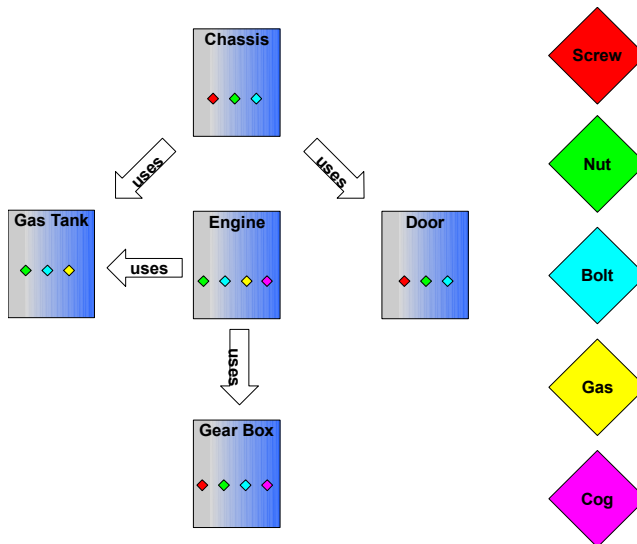 Chassis
Screw
uses
uses
Nut
Gas Tank
Engine
Door
uses
Bolt
uses
Gas
Gear Box
Cog